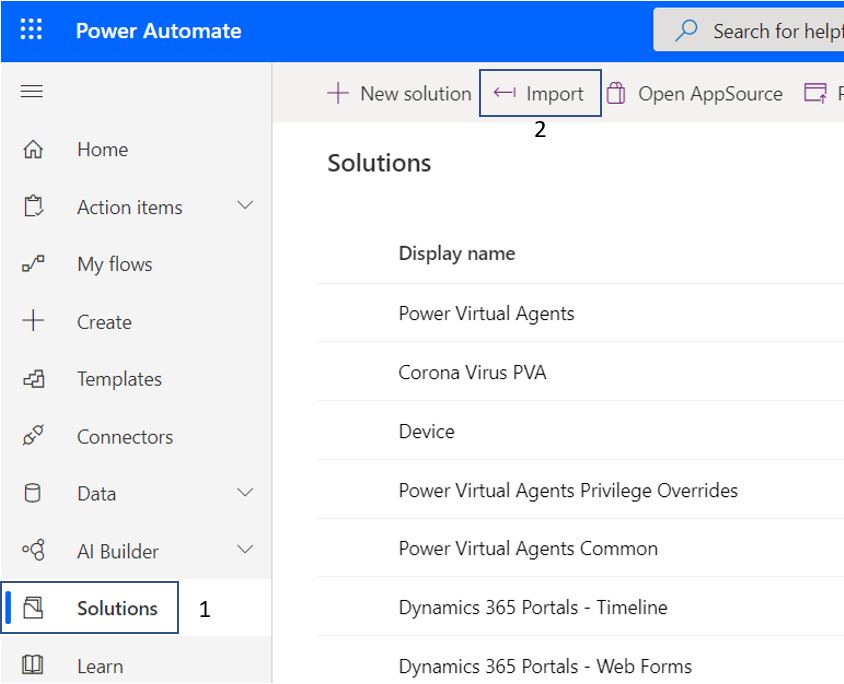 Power Automate
Search for helpf
New solution
Import
Open AppSource
2
Solutions
Home
Action items
My flows
Create
Templates
Connectors
Data
AI Builder
Solutions
1
Learn
Display name
Power Virtual Agents
Corona Virus PVA
Device
Power Virtual Agents Privilege Overrides
Power Virtual Agents Common
Dynamics 365 Portals - Timeline
Dynamics 365 Portals - Web Forms